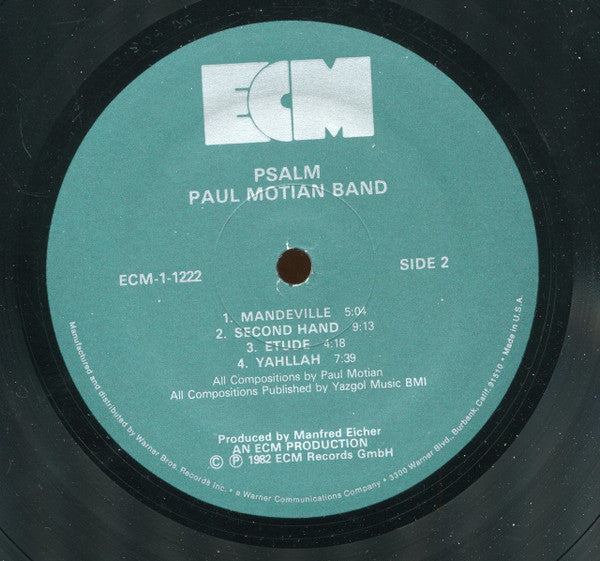 ECM
PSALM
PAUL MOTIAN BAND
ECM-1-1222
SIDE 2
1. MANDEVILLE 5:04
2. SECOND HAND 9:13
3. ETUDE 4:18
4. YAHLLAH 7:39
All Compositions by Paul Motian
All Compositions Published by Yazgol Music BMI
Produced by Manfred Eicher
AN ECM PRODUCTION
© ℗ 1982 ECM Records GmbH
Manufactured and distributed by Warner Bros. Records Inc. • a Warner Communications Company • 3300 Warner Blvd., Burbank, Calif. 91510 • Made in U.S.A.